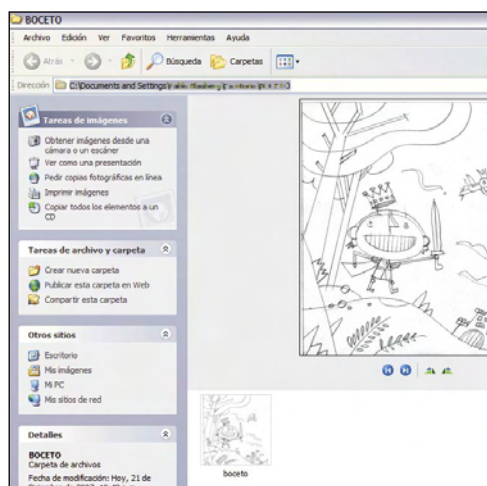 BOCETO
Archivo Edición Ver Favoritos Herramientas Ayuda
Atrás Búsqueda Carpetas
Dirección C:\Documents and Settings\
Tareas de imágenes
Obtener imágenes desde una
cámara o un escáner
Ver como una presentación
Pedir copias fotográficas en línea
Imprimir imágenes
Copiar todos los elementos a un
CD
Tareas de archivo y carpeta
Crear nueva carpeta
Publicar esta carpeta en Web
Compartir esta carpeta
Otros sitios
Escritorio
Mis imágenes
Mi PC
Mis sitios de red
Detalles
BOCETO
Carpeta de archivos
Fecha de modificación: Hoy, 21 de
boceto